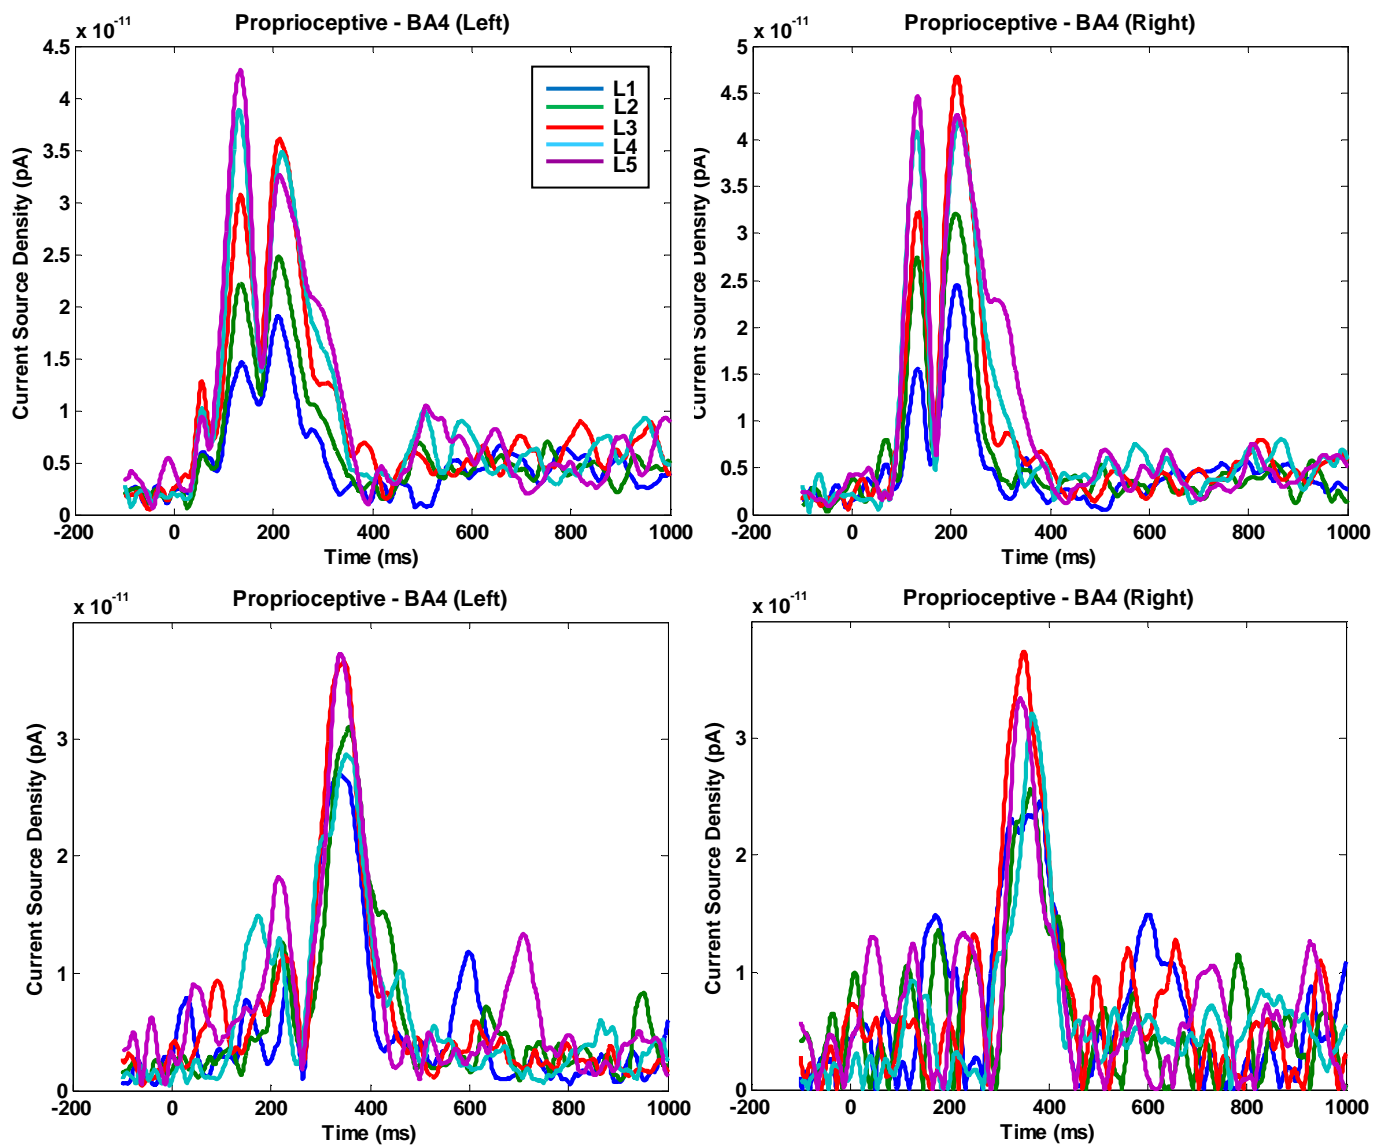 x 10-11
Proprioceptive - BA4 (Left)
4.5
4
3.5
3
2.5
2
1.5
1
0.5
0
-200
0
200
400
600
800
1000
Current Source Density (pA)
Time (ms)
L1
L2
L3
L4
L5
x 10-11
Proprioceptive - BA4 (Right)
5
4.5
4
3.5
3
2.5
2
1.5
1
0.5
0
-200
0
200
400
600
800
1000
Current Source Density (pA)
Time (ms)
x 10-11
Proprioceptive - BA4 (Left)
3
2
1
0
-200
0
200
400
600
800
1000
Current Source Density (pA)
Time (ms)
x 10-11
Proprioceptive - BA4 (Right)
3
2
1
0
-200
0
200
400
600
800
1000
Current Source Density (pA)
Time (ms)